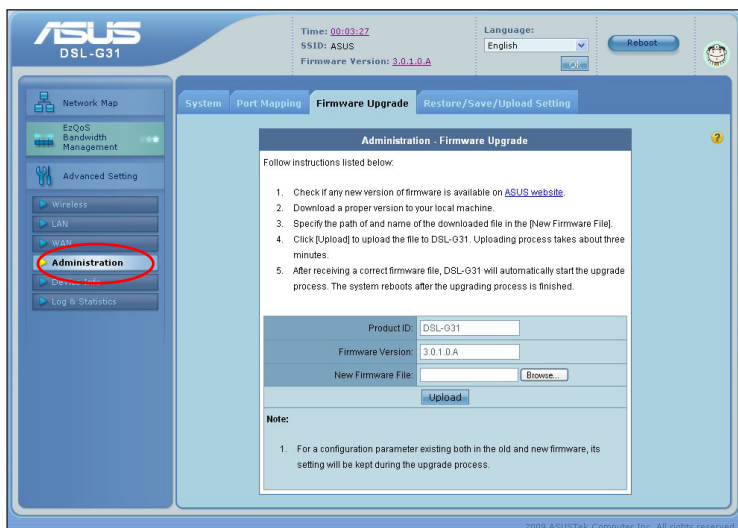 ASUS
DSL-G31
Time: 00:03:27
SSID: ASUS
Firmware Version: 3.0.1.0.A
Language:
English
Ok
Reboot
Network Map
EzQoS
Bandwidth
Management
Advanced Setting
Wireless
LAN
WAN
Administration
Device Info
Log & Statistics
System
Port Mapping
Firmware Upgrade
Restore/Save/Upload Setting
Administration - Firmware Upgrade
Follow instructions listed below:
1. Check if any new version of firmware is available on ASUS website.
2. Download a proper version to your local machine.
3. Specify the path of and name of the downloaded file in the [New Firmware File].
4. Click [Upload] to upload the file to DSL-G31. Uploading process takes about three
minutes.
5. After receiving a correct firmware file, DSL-G31 will automatically start the upgrade
process. The system reboots after the upgrading process is finished.
Product ID: DSL-G31
Firmware Version: 3.0.1.0.A
New Firmware File: Browse...
Upload
Note:
1. For a configuration parameter existing both in the old and new firmware, its
setting will be kept during the upgrade process.
?
2009 ASUSTek Computer Inc. All rights reserved